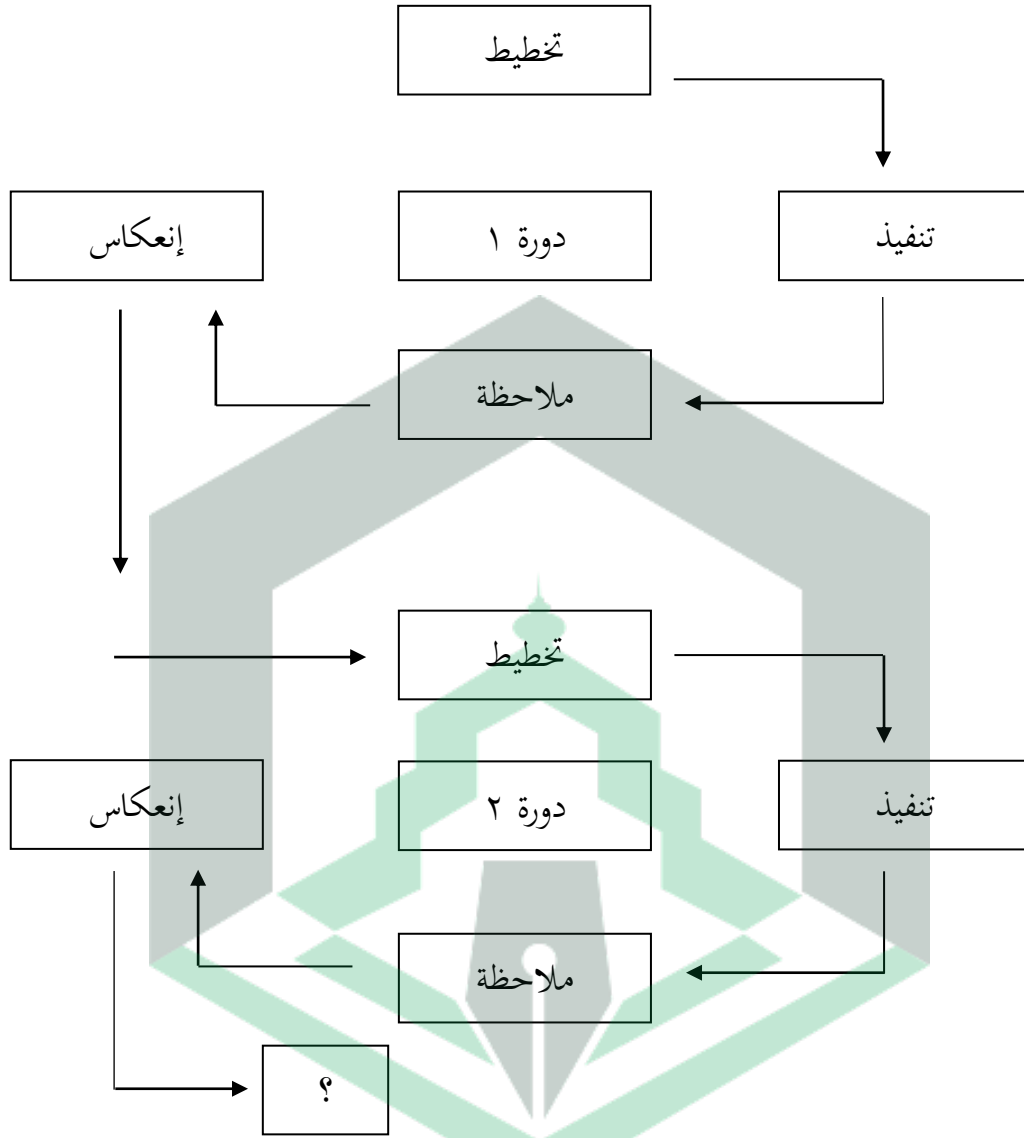 تخطيط
تنفيذ
دورة ١
إنعكاس
ملاحظة
تخطيط
تنفيذ
دورة ٢
إنعكاس
ملاحظة
؟